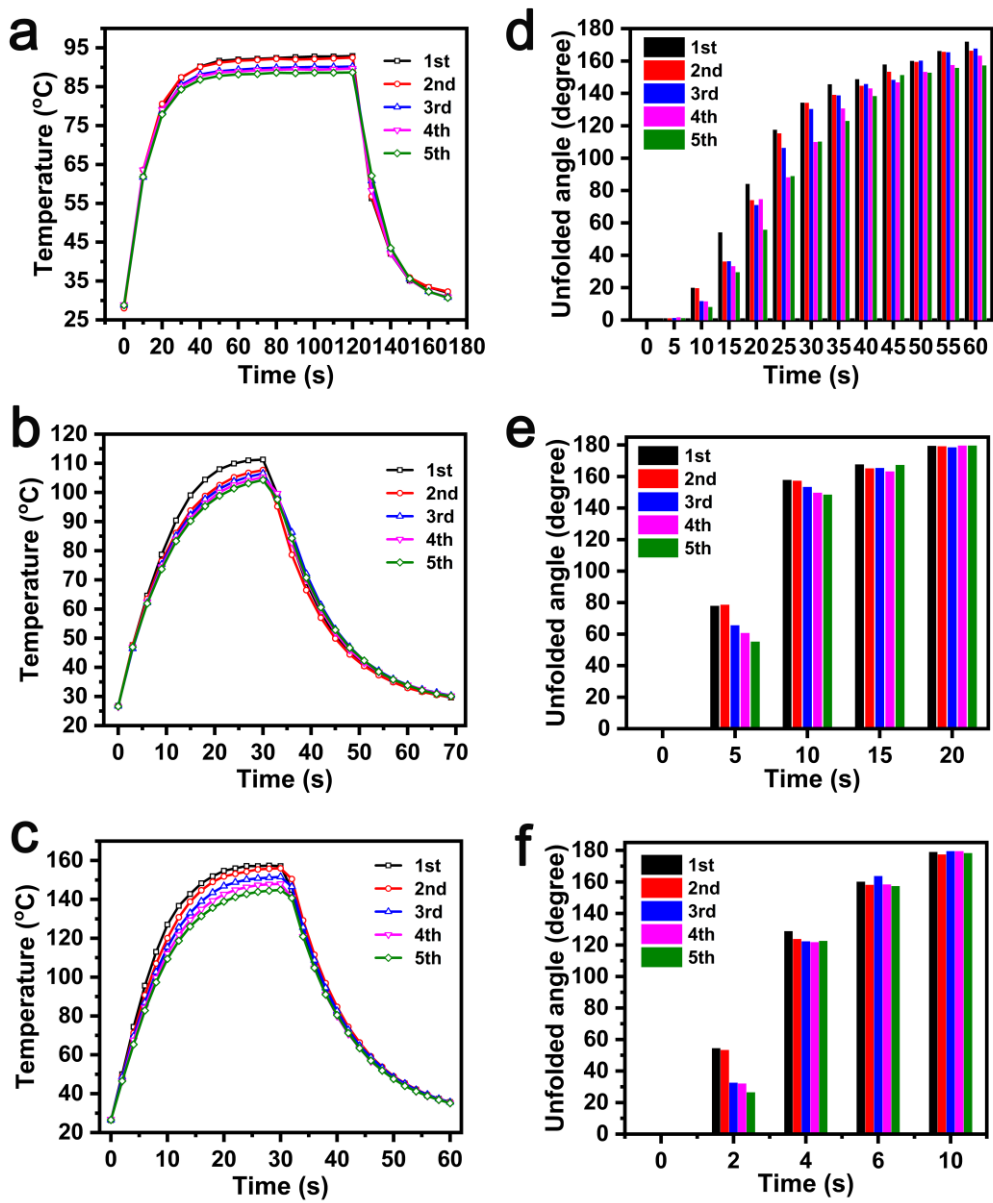 a
Temperature (°C)
95
85
75
65
55
45
35
25
1st
2nd
3rd
4th
5th
0 20 40 60 80 100 120 140 160 180
Time (s)
d
Unfolded angle (degree)
180
160
140
120
100
80
60
40
20
0
1st
2nd
3rd
4th
5th
0 5 10 15 20 25 30 35 40 45 50 55 60
Time (s)
b
Temperature (°C)
120
110
100
90
80
70
60
50
40
30
20
1st
2nd
3rd
4th
5th
0 10 20 30 40 50 60 70
Time (s)
e
Unfolded angle (degree)
180
160
140
120
100
80
60
40
20
0
1st
2nd
3rd
4th
5th
0 5 10 15 20
Time (s)
c
Temperature (°C)
160
140
120
100
80
60
40
20
1st
2nd
3rd
4th
5th
0 10 20 30 40 50 60
Time (s)
f
Unfolded angle (degree)
180
160
140
120
100
80
60
40
20
0
1st
2nd
3rd
4th
5th
0 2 4 6 10
Time (s)